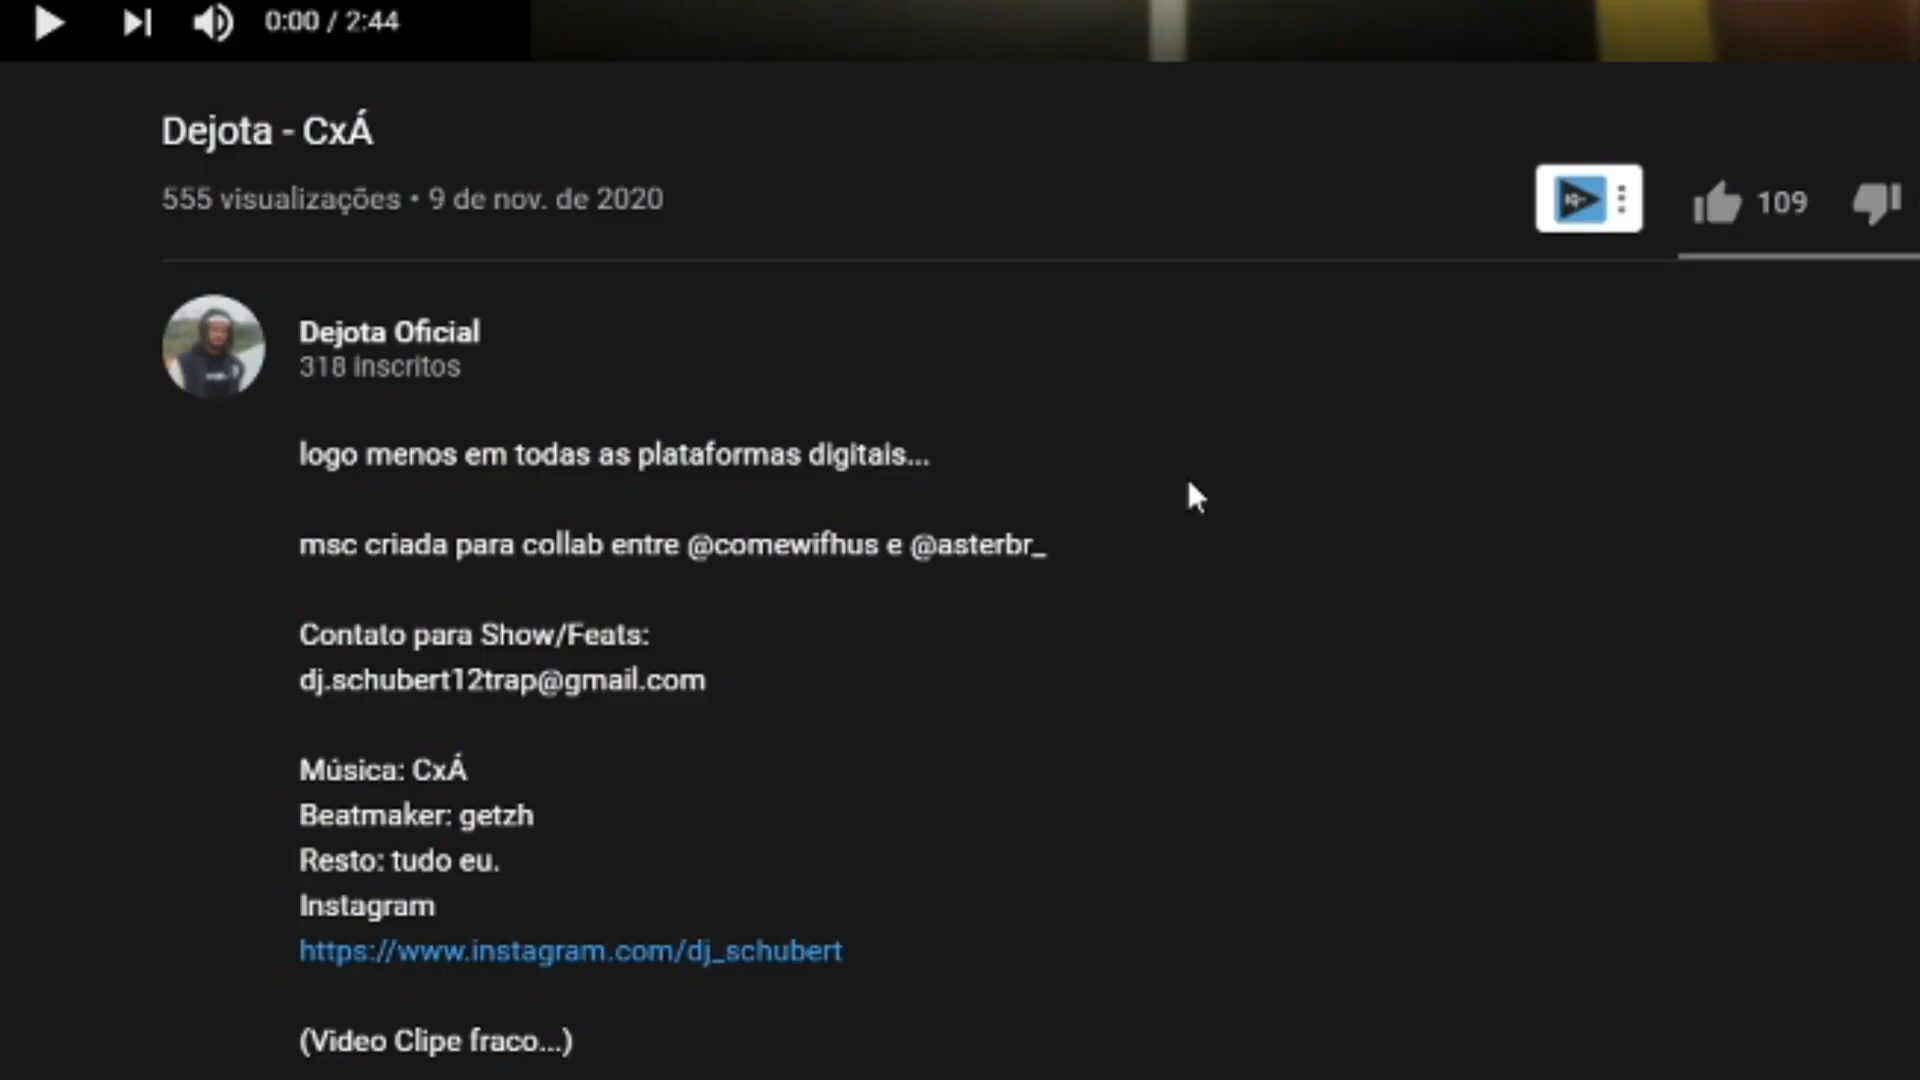 0:00 / 2:44
Dejota - CxÁ
555 visualizações • 9 de nov. de 2020
109
Dejota Oficial
318 inscritos
logo menos em todas as plataformas digitais...
msc criada para collab entre @comewifhus e @asterbr_
Contato para Show/Feats:
dj.schubert12trap@gmail.com
Música: CxÁ
Beatmaker: getzh
Resto: tudo eu.
Instagram
https://www.instagram.com/dj_schubert
(Video Clipe fraco...)